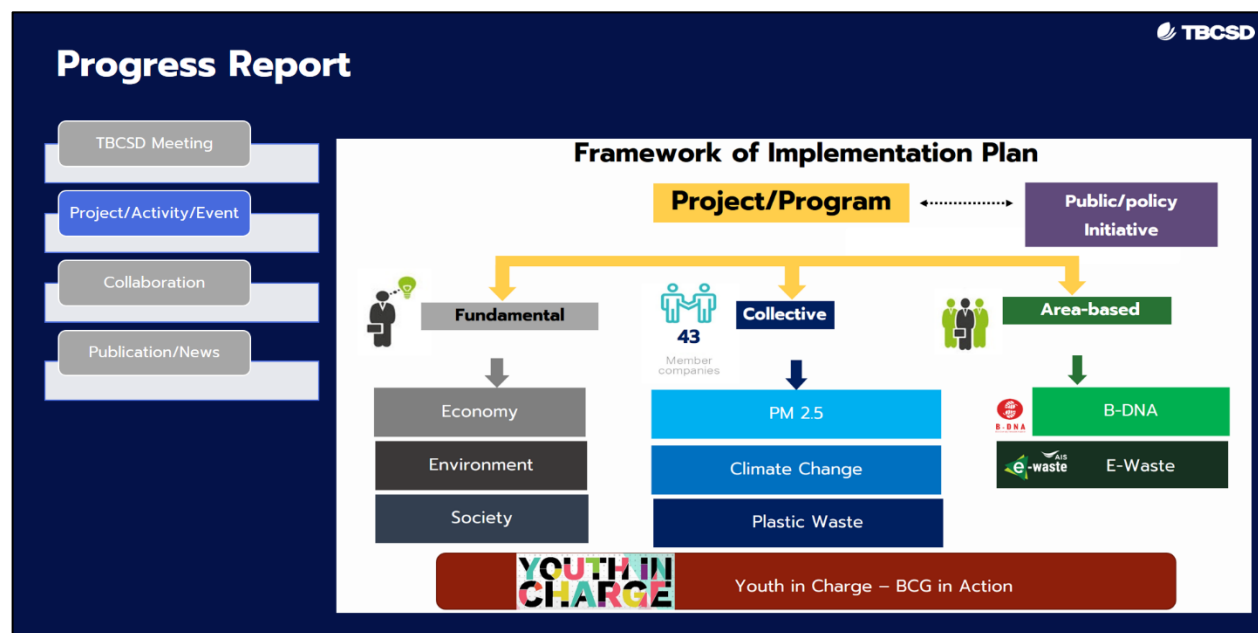 TBCSD
Progress Report
TBCSD Meeting
Project/Activity/Event
Collaboration
Publication/News
Framework of Implementation Plan
Project/Program
Public/policy
Initiative
Fundamental
43
Member
companies
Collective
Area-based
Economy
Environment
Society
PM 2.5
Climate Change
Plastic Waste
B-DNA
B-DNA
AIS
e-waste
E-Waste
YOUTH IN
CHARGE
Youth in Charge – BCG in Action